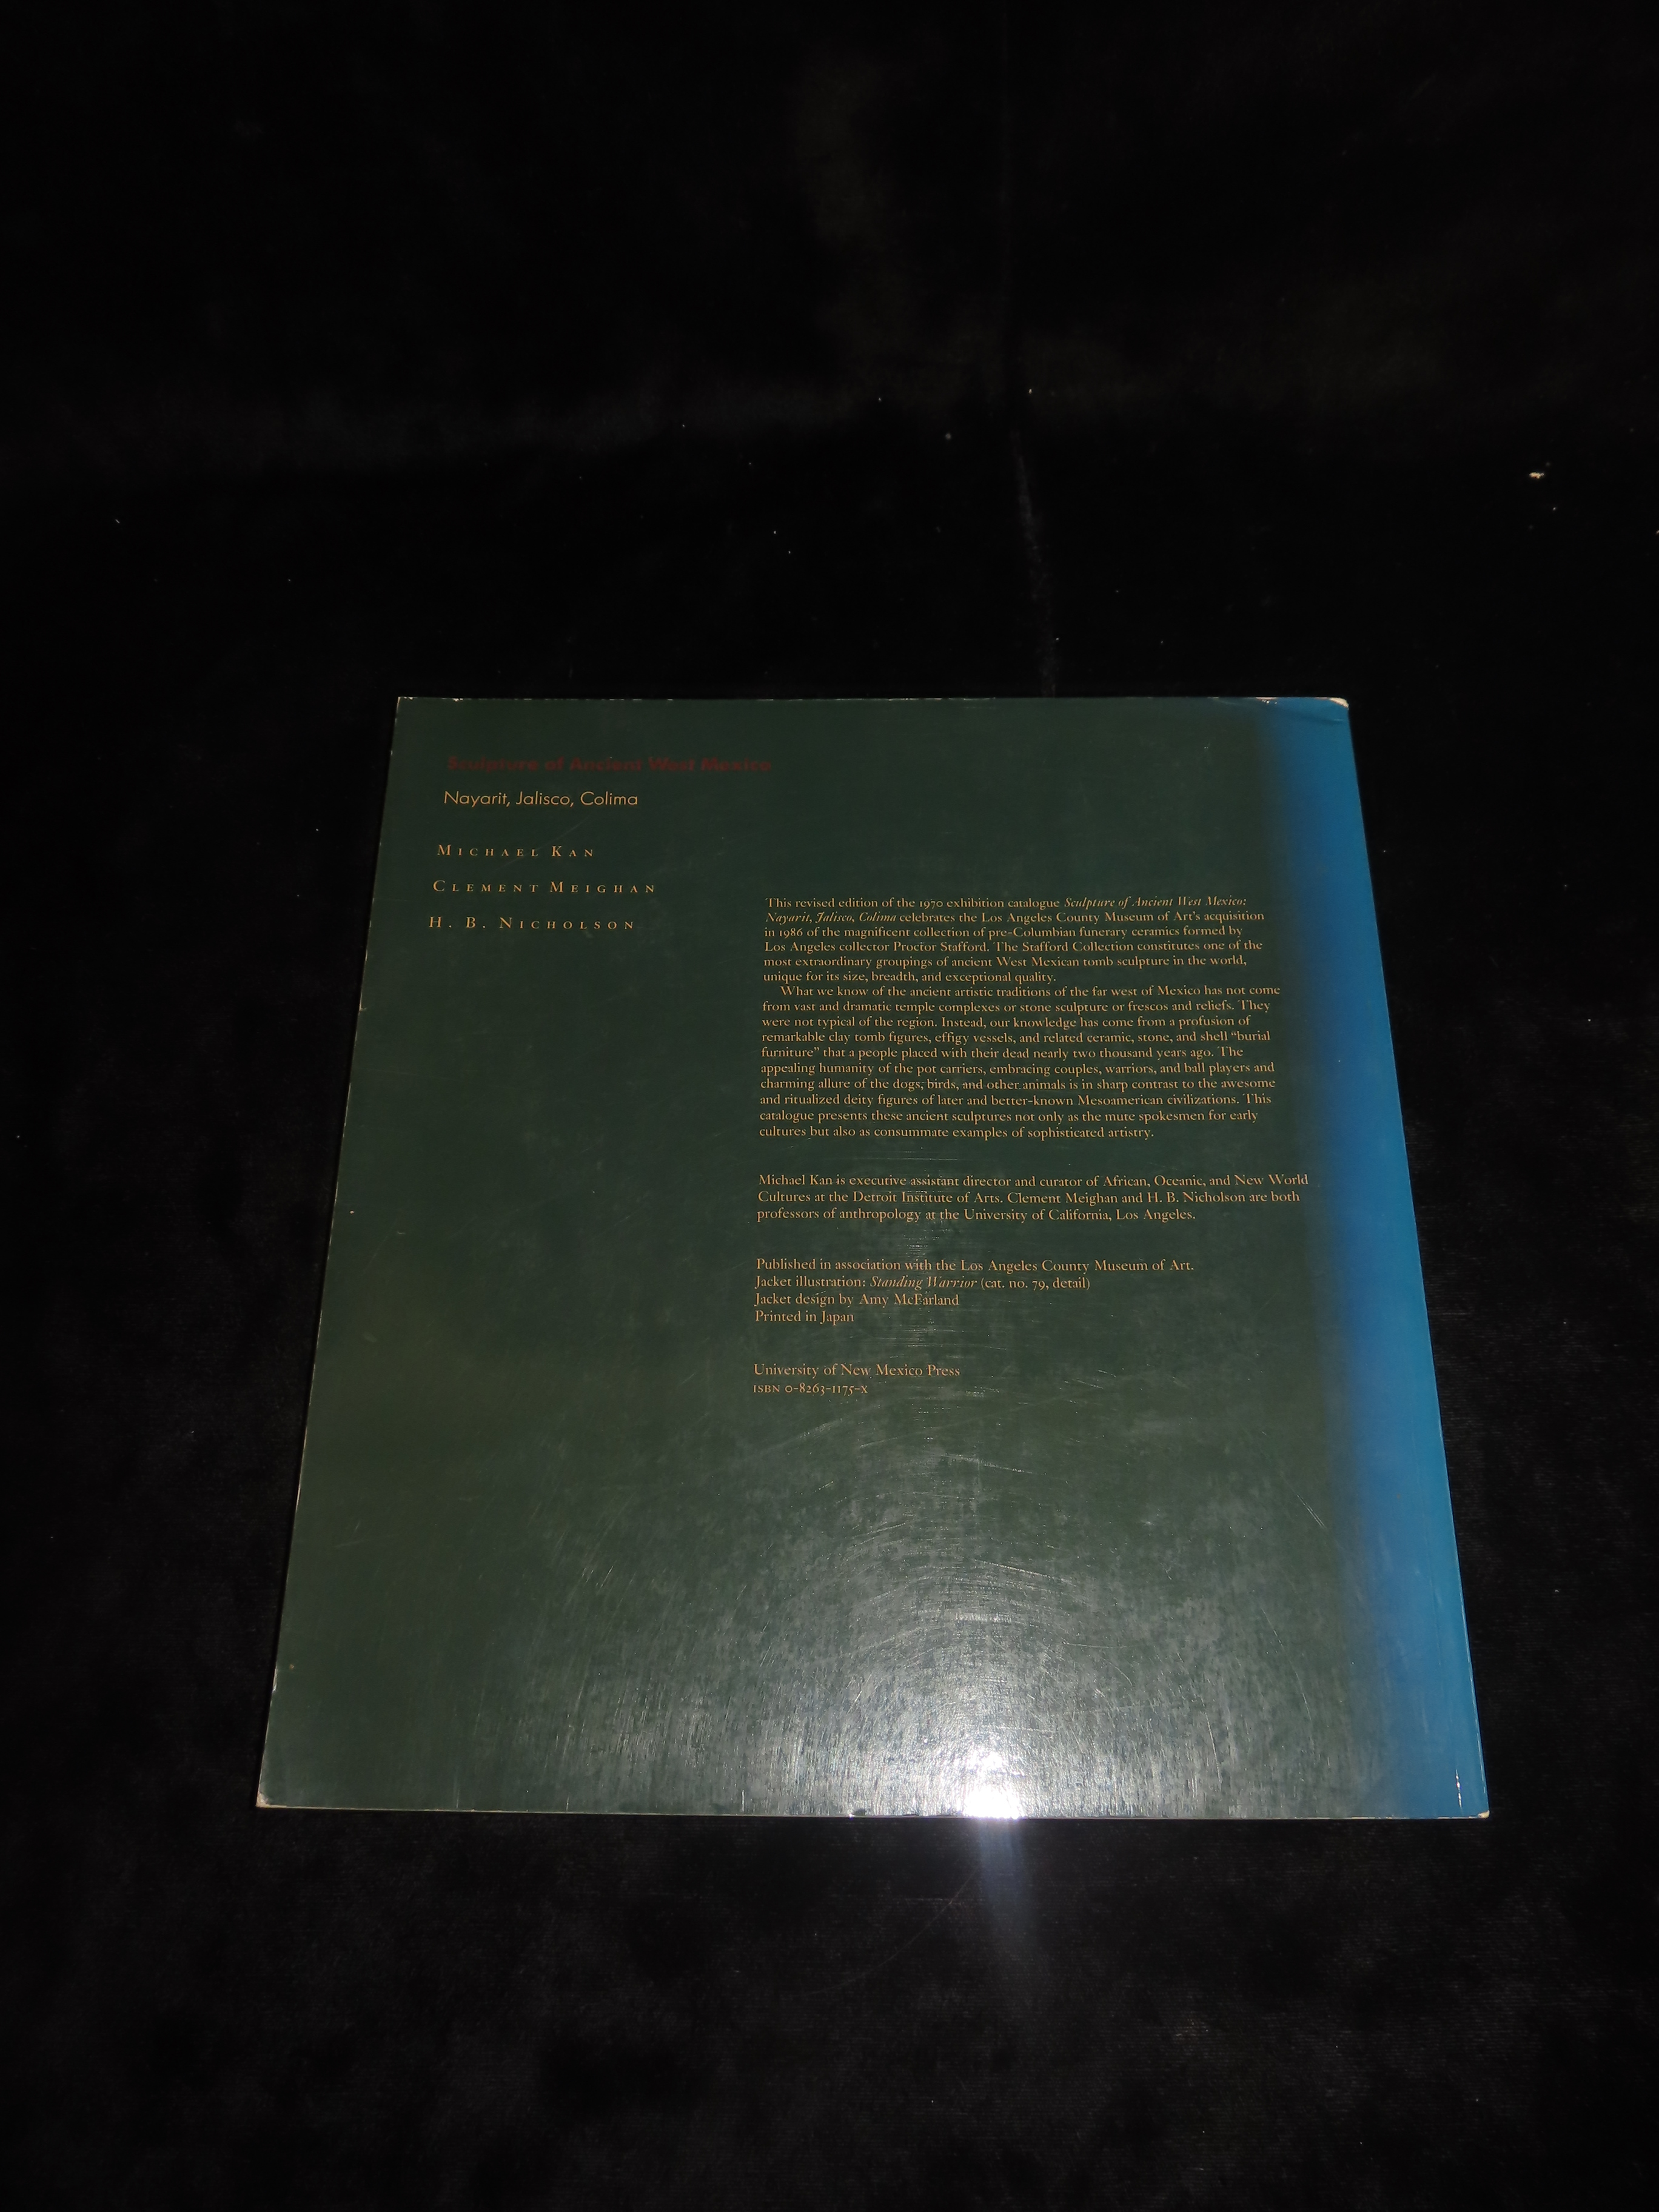 Sculpture of Ancient West Mexico
Nayarit, Jalisco, Colima
MICHAEL KAN
CLEMENT MEIGHAN
H. B. NICHOLSON
This revised edition of the 1970 exhibition catalogue Sculpture of Ancient West Mexico:
Nayarit, Jalisco, Colima celebrates the Los Angeles County Museum of Art's acquisition
in 1986 of the magnificent collection of pre-Columbian funerary ceramics formed by
Los Angeles collector Proctor Stafford. The Stafford Collection constitutes one of the
most extraordinary groupings of ancient West Mexican tomb sculpture in the world,
unique for its size, breadth, and exceptional quality.
What we know of the ancient artistic traditions of the far west of Mexico has not come
from vast and dramatic temple complexes or stone sculpture or frescos and reliefs. They
were not typical of the region. Instead, our knowledge has come from a profusion of
remarkable clay tomb figures, effigy vessels, and related ceramic, stone, and shell “burial
furniture” that a people placed with their dead nearly two thousand years ago. The
appealing humanity of the pot carriers, embracing couples, warriors, and ball players and
charming allure of the dogs, birds, and other animals is in sharp contrast to the awesome
and ritualized deity figures of later and better-known Mesoamerican civilizations. This
catalogue presents these ancient sculptures not only as the mute spokesmen for early
cultures but also as consummate examples of sophisticated artistry.
Michael Kan is executive assistant director and curator of African, Oceanic, and New World
Cultures at the Detroit Institute of Arts. Clement Meighan and H. B. Nicholson are both
professors of anthropology at the University of California, Los Angeles.
Published in association with the Los Angeles County Museum of Art.
Jacket illustration: Standing Warrior (cat. no. 79, detail)
Jacket design by Amy McFarland
Printed in Japan
University of New Mexico Press
ISBN 0-8263-1175-X